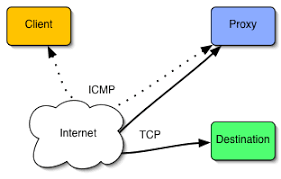 Client
Proxy
ICMP
Internet
TCP
Destination